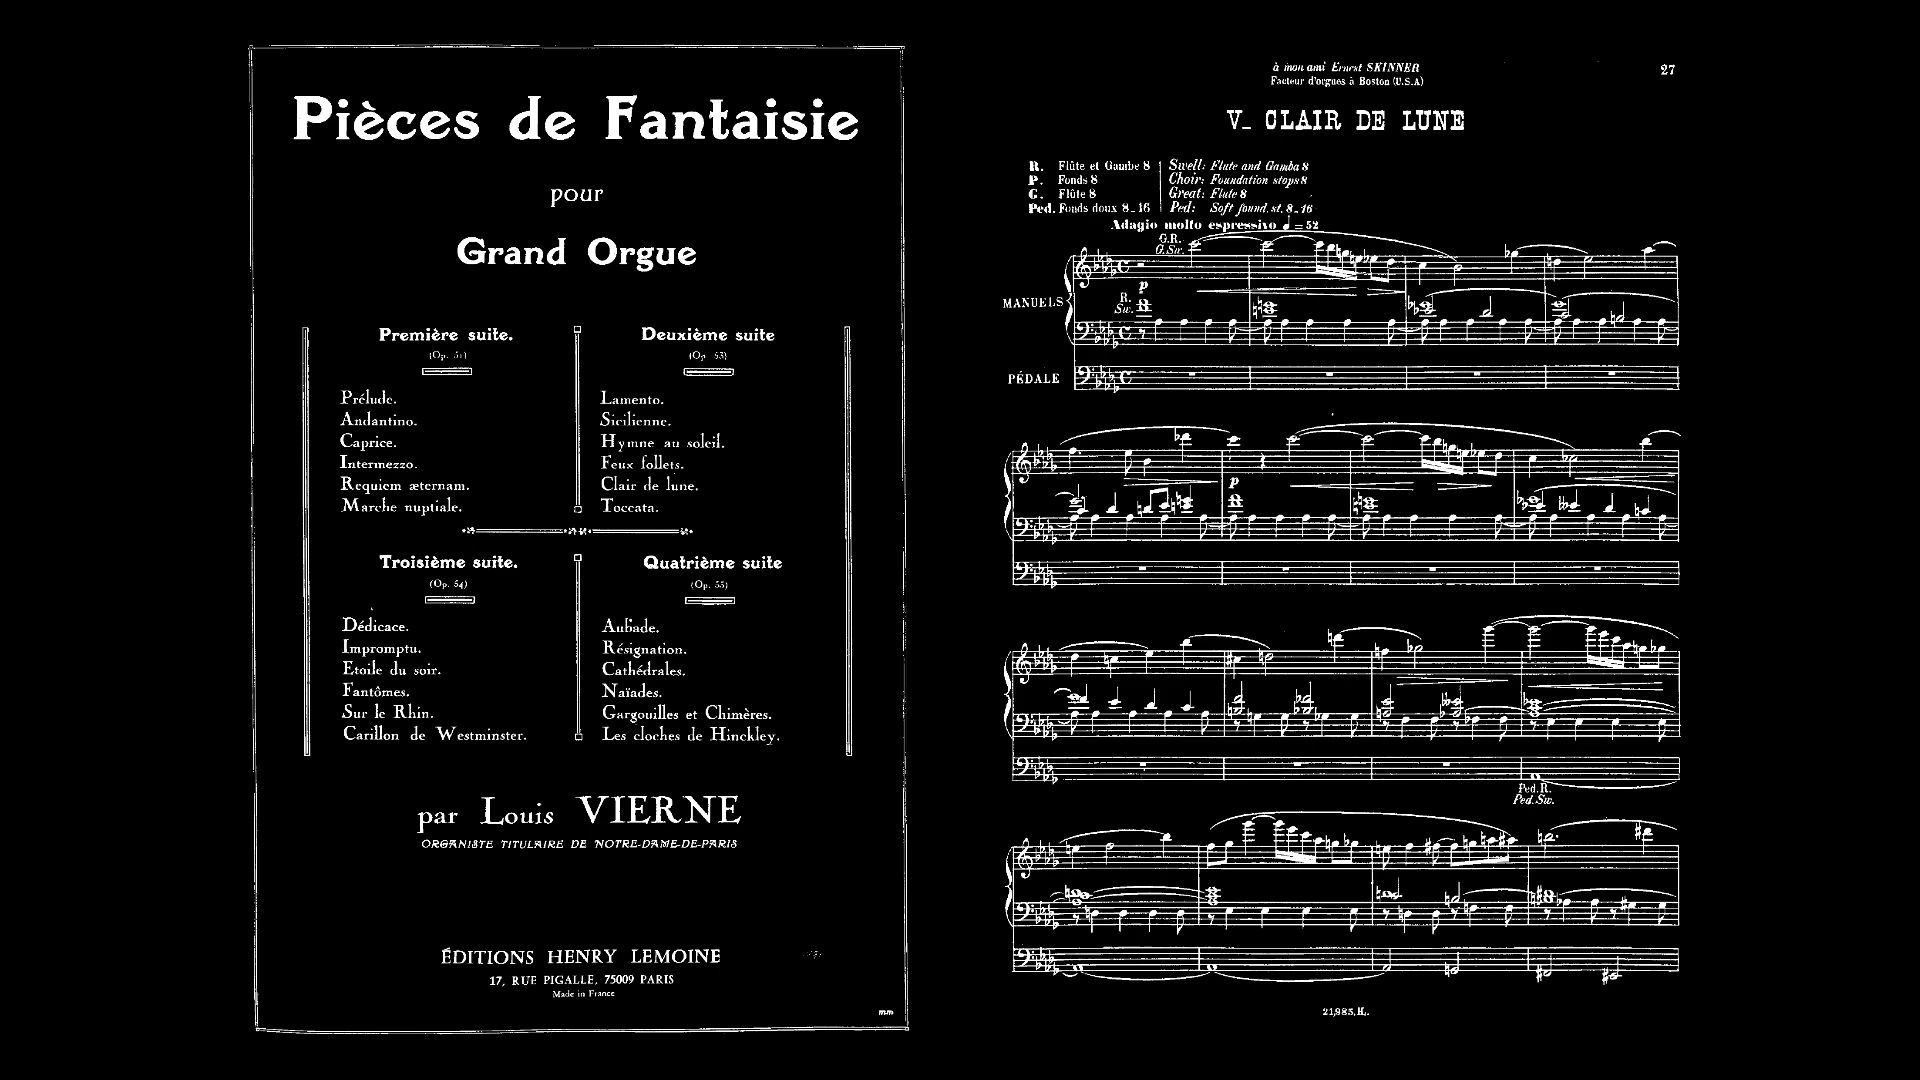 Pièces de Fantaisie
pour
Grand Orgue
Première suite.
(Op. 51)
Prélude.
Andantino.
Caprice.
Intermezzo.
Requiem æternam.
Marche nuptiale.
Deuxième suite
(Op. 53)
Lamento.
Sicilienne.
Hymne au soleil.
Feux follets.
Clair de lune.
Toccata.
Troisième suite.
(Op. 54)
Dédicace.
Impromptu.
Etoile du soir.
Fantômes.
Sur le Rhin.
Carillon de Westminster.
Quatrième suite
(Op. 55)
Aubade.
Résignation.
Cathédrales.
Naïades.
Gargouilles et Chimères.
Les cloches de Hinckley.
par Louis VIERNE
ORGANISTE TITULAIRE DE NOTRE-DAME-DE-PARIS
ÉDITIONS HENRY LEMOINE
17, RUE PIGALLE, 75009 PARIS
Made in France
mm
à mon ami Ernest SKINNER
Facteur d'orgues à Boston (U.S.A)
27
V_ CLAIR DE LUNE
R. Flûte et Gambe 8
P. Fonds 8
G. Flûte 8
Ped. Fonds doux 8_16
Swell: Flute and Gamba 8
Choir: Foundation stops 8
Great: Flute 8
Ped: Soft found. st. 8_16
Adagio molto espressivo ♩=52
G.R.
G.Sw.
p
R.
Sw.
MANUELS
PÉDALE
p
Ped.R.
Ped.Sw.
21,985.H.